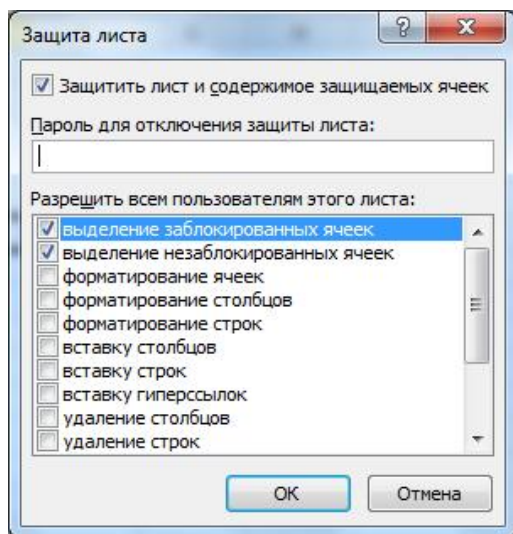 Защита листа
Защитить лист и содержимое защищаемых ячеек
Пароль для отключения защиты листа:
Разрешить всем пользователям этого листа:
выделение заблокированных ячеек
выделение незаблокированных ячеек
форматирование ячеек
форматирование столбцов
форматирование строк
вставку столбцов
вставку строк
вставку гиперссылок
удаление столбцов
удаление строк
ОК
Отмена